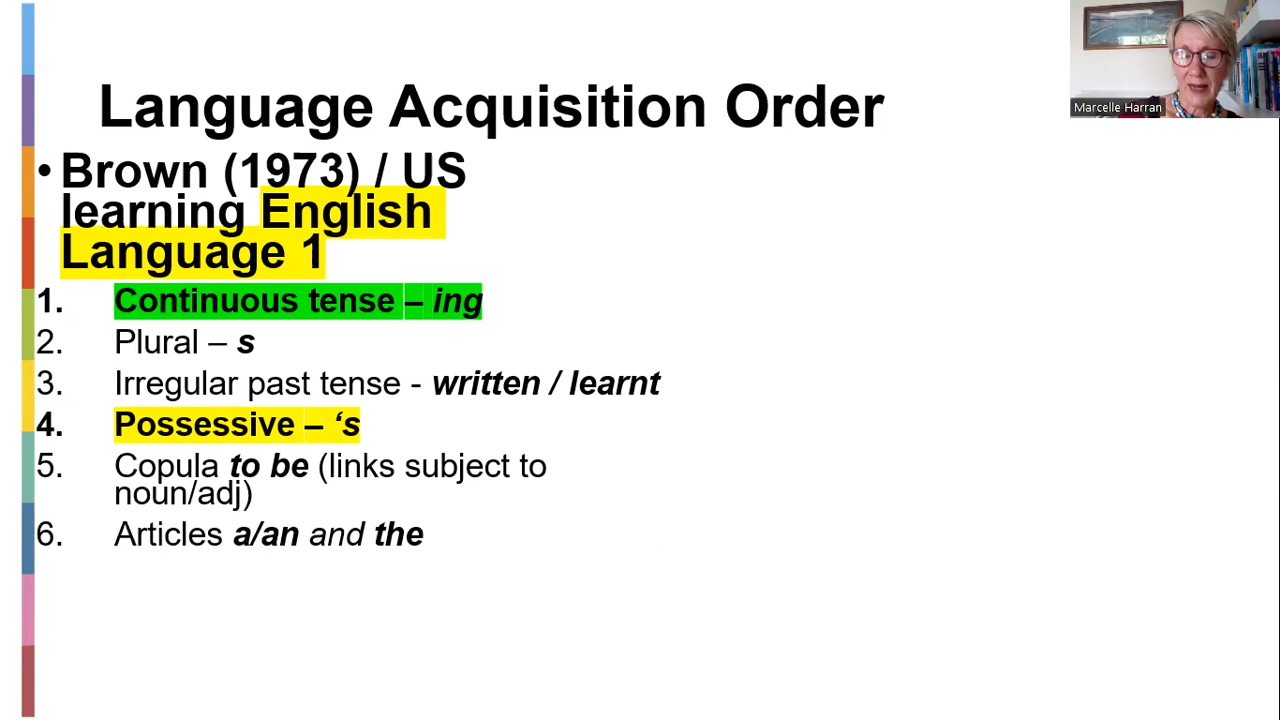 Language Acquisition Order
• Brown (1973) / US
learning English
Language 1
1. Continuous tense – ing
2. Plural – s
3. Irregular past tense - written / learnt
4. Possessive – ‘s
5. Copula to be (links subject to
noun/adj)
6. Articles a/an and the
Marcelle Harran